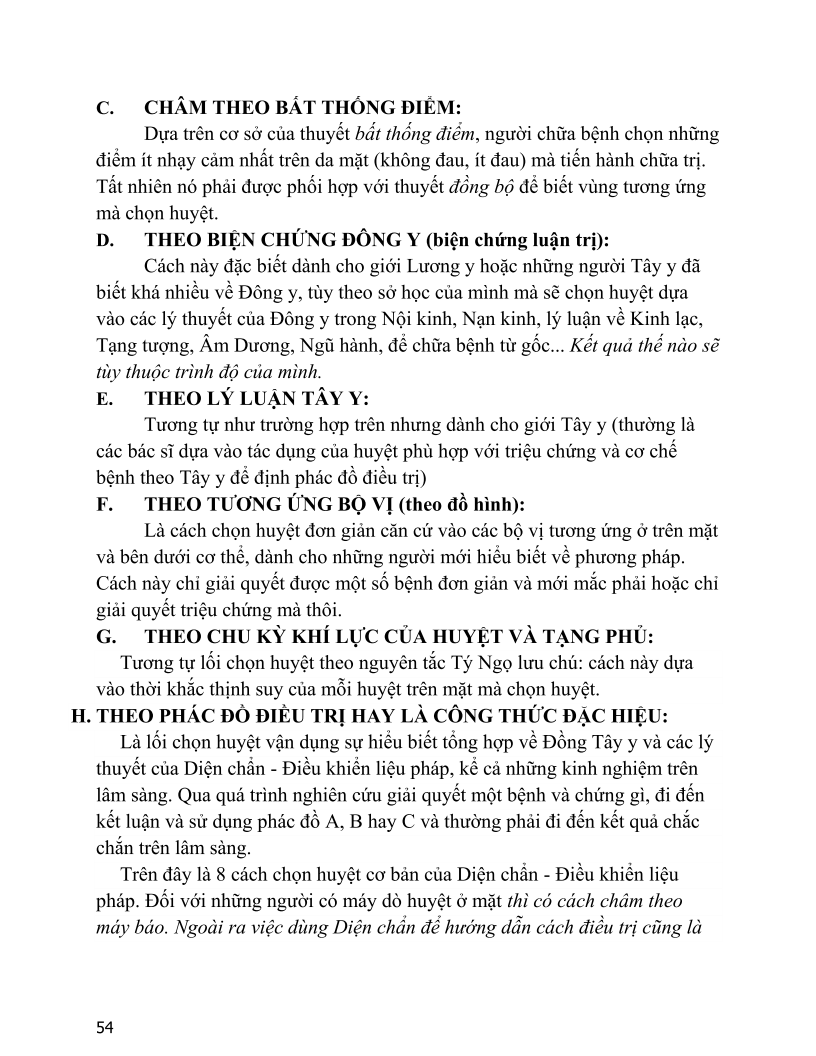 C. CHÂM THEO BẤT THỐNG ĐIỂM:
Dựa trên cơ sở của thuyết bất thống điểm, người chữa bệnh chọn những
điểm ít nhạy cảm nhất trên da mặt (không đau, ít đau) mà tiến hành chữa trị.
Tất nhiên nó phải được phối hợp với thuyết đồng bộ để biết vùng tương ứng
mà chọn huyệt.
D. THEO BIỆN CHỨNG ĐÔNG Y (biện chứng luận trị):
Cách này đặc biết dành cho giới Lương y hoặc những người Tây y đã
biết khá nhiều về Đông y, tùy theo sở học của mình mà sẽ chọn huyệt dựa
vào các lý thuyết của Đông y trong Nội kinh, Nạn kinh, lý luận về Kinh lạc,
Tạng tượng, Âm Dương, Ngũ hành, để chữa bệnh từ gốc... Kết quả thế nào sẽ
tùy thuộc trình độ của mình.
E. THEO LÝ LUẬN TÂY Y:
Tương tự như trường hợp trên nhưng dành cho giới Tây y (thường là
các bác sĩ dựa vào tác dụng của huyệt phù hợp với triệu chứng và cơ chế
bệnh theo Tây y để định phác đồ điều trị)
F. THEO TƯƠNG ỨNG BỘ VỊ (theo đồ hình):
Là cách chọn huyệt đơn giản căn cứ vào các bộ vị tương ứng ở trên mặt
và bên dưới cơ thể, dành cho những người mới hiểu biết về phương pháp.
Cách này chỉ giải quyết được một số bệnh đơn giản và mới mắc phải hoặc chỉ
giải quyết triệu chứng mà thôi.
G. THEO CHU KỲ KHÍ LỰC CỦA HUYỆT VÀ TẠNG PHỦ:
Tương tự lối chọn huyệt theo nguyên tắc Tý Ngọ lưu chú: cách này dựa
vào thời khắc thịnh suy của mỗi huyệt trên mặt mà chọn huyệt.
H. THEO PHÁC ĐỒ ĐIỀU TRỊ HAY LÀ CÔNG THỨC ĐẶC HIỆU:
Là lối chọn huyệt vận dụng sự hiểu biết tổng hợp về Đồng Tây y và các lý
thuyết của Diện chẩn - Điều khiển liệu pháp, kể cả những kinh nghiệm trên
lâm sàng. Qua quá trình nghiên cứu giải quyết một bệnh và chứng gì, đi đến
kết luận và sử dụng phác đồ A, B hay C và thường phải đi đến kết quả chắc
chắn trên lâm sàng.
Trên đây là 8 cách chọn huyệt cơ bản của Diện chẩn - Điều khiển liệu
pháp. Đối với những người có máy dò huyệt ở mặt thì có cách châm theo
máy báo. Ngoài ra việc dùng Diện chẩn để hướng dẫn cách điều trị cũng là
54